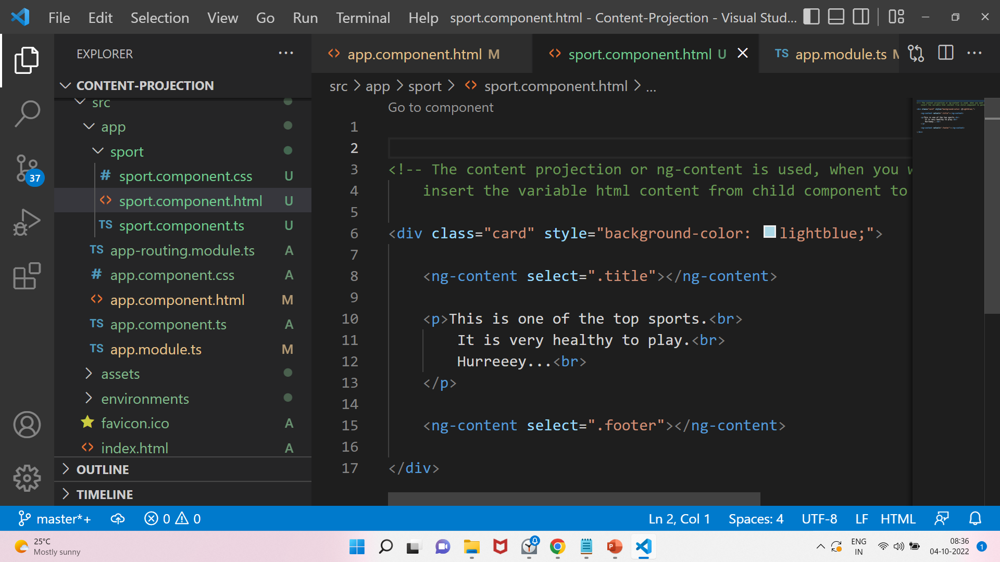 File Edit Selection View Go Run Terminal Help sport.component.html - Content-Projection - Visual Stud...
EXPLORER
app.component.html M
sport.component.html U
TS app.module.ts
CONTENT-PROJECTION
src
app
sport
# sport.component.css U
sport.component.html U
TS sport.component.ts U
TS app-routing.module.ts A
# app.component.css A
app.component.html M
TS app.component.ts A
TS app.module.ts M
assets
environments
favicon.ico A
index.html A
OUTLINE
TIMELINE
37
src > app > sport > sport.component.html > ...
Go to component
1
2
3 <!-- The content projection or ng-content is used, when you w
4 insert the variable html content from child component to
5
6 <div class="card" style="background-color: lightblue;">
7
8 <ng-content select=".title"></ng-content>
9
10 <p>This is one of the top sports.<br>
11 It is very healthy to play.<br>
12 Hurreeey...<br>
13 </p>
14
15 <ng-content select=".footer"></ng-content>
16
17 </div>
master*+ 0 0 Ln 2, Col 1 Spaces: 4 UTF-8 LF HTML
25°C
Mostly sunny
ENG
IN
08:36
04-10-2022
1